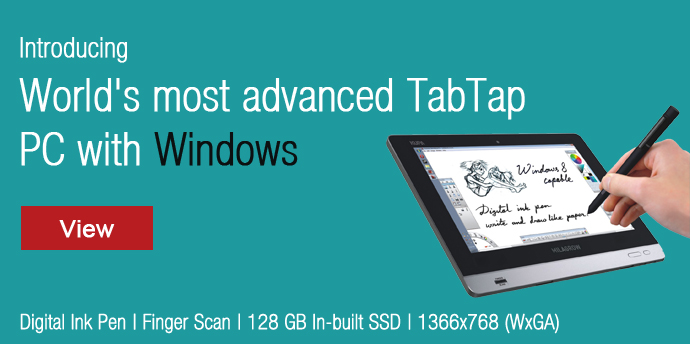 Introducing
World's most advanced TabTap
PC with Windows
View
Windows 8
capable
Digital ink pen
write and draw like paper
MILAGROW
Digital Ink Pen | Finger Scan | 128 GB In-built SSD | 1366x768 (WxGA)